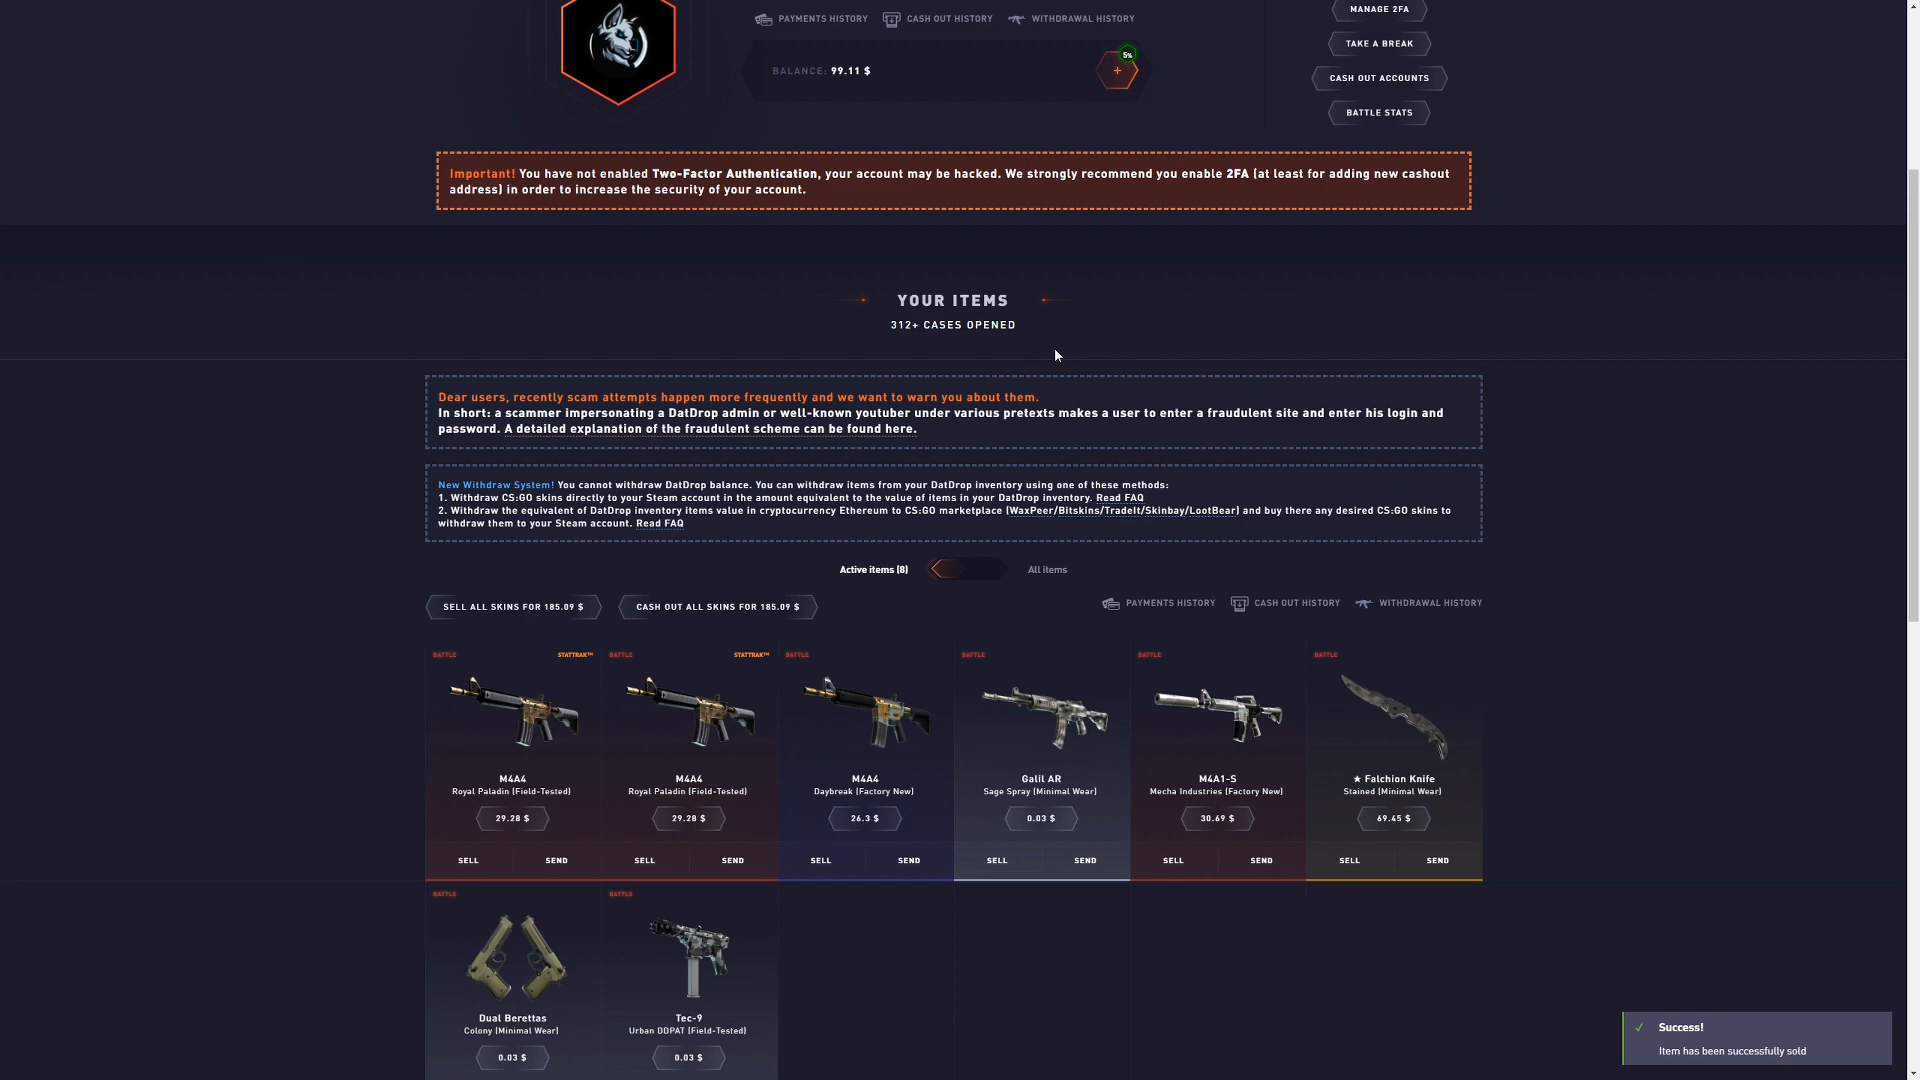 PAYMENTS HISTORY CASH OUT HISTORY WITHDRAWAL HISTORY
MANAGE 2FA
TAKE A BREAK
CASH OUT ACCOUNTS
BATTLE STATS
BALANCE: 99.11 $
5%
+
Important! You have not enabled Two-Factor Authentication, your account may be hacked. We strongly recommend you enable 2FA (at least for adding new cashout
address) in order to increase the security of your account.
YOUR ITEMS
312+ CASES OPENED
Dear users, recently scam attempts happen more frequently and we want to warn you about them.
In short: a scammer impersonating a DatDrop admin or well-known youtuber under various pretexts makes a user to enter a fraudulent site and enter his login and
password. A detailed explanation of the fraudulent scheme can be found here.
New Withdraw System! You cannot withdraw DatDrop balance. You can withdraw items from your DatDrop inventory using one of these methods:
1. Withdraw CS:GO skins directly to your Steam account in the amount equivalent to the value of items in your DatDrop inventory. Read FAQ
2. Withdraw the equivalent of DatDrop inventory items value in cryptocurrency Ethereum to CS:GO marketplace (WaxPeer/Bitskins/TradeIt/Skinbay/LootBear) and buy there any desired CS:GO skins to
withdraw them to your Steam account. Read FAQ
Active items (8) All items
SELL ALL SKINS FOR 185.09 $ CASH OUT ALL SKINS FOR 185.09 $ PAYMENTS HISTORY CASH OUT HISTORY WITHDRAWAL HISTORY
BATTLE STATTRAK™ BATTLE STATTRAK™ BATTLE BATTLE BATTLE BATTLE
M4A4 M4A4 M4A4 Galil AR M4A1-S ★ Falchion Knife
Royal Paladin (Field-Tested) Royal Paladin (Field-Tested) Daybreak (Factory New) Sage Spray (Minimal Wear) Mecha Industries (Factory New) Stained (Minimal Wear)
29.28 $ 29.28 $ 26.3 $ 0.03 $ 30.69 $ 69.45 $
SELL SEND SELL SEND SELL SEND SELL SEND SELL SEND SELL SEND
BATTLE BATTLE
Dual Berettas Tec-9
Colony (Minimal Wear) Urban DDPAT (Field-Tested)
0.03 $ 0.03 $
Success!
Item has been successfully sold